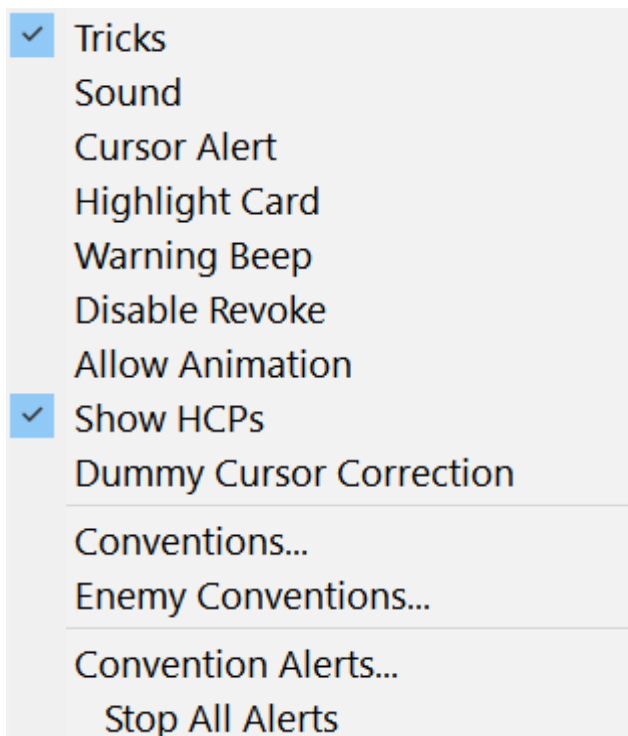 Tricks
Sound
Cursor Alert
Highlight Card
Warning Beep
Disable Revoke
Allow Animation
Show HCPs
Dummy Cursor Correction
Conventions...
Enemy Conventions...
Convention Alerts...
Stop All Alerts